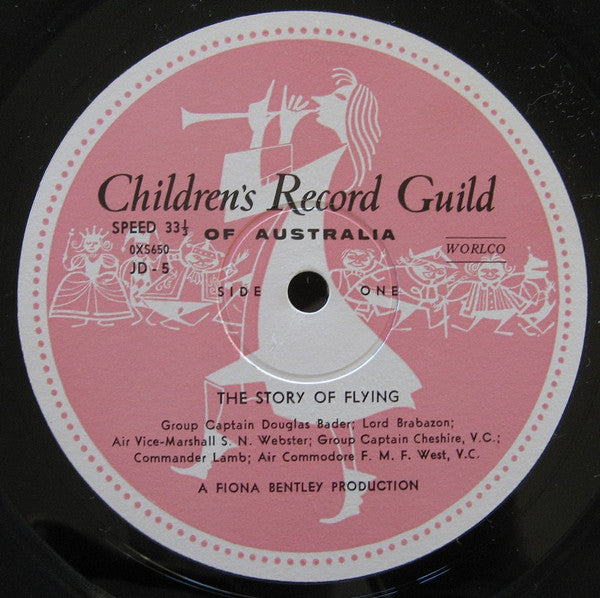 Children's Record Guild
SPEED 33⅓ OF AUSTRALIA
OXS650 WORLCO
JD - 5
SIDE ONE
THE STORY OF FLYING
Group Captain Douglas Bader; Lord Brabazon;
Air Vice-Marshall S. N. Webster; Group Captain Cheshire, V.C.;
Commander Lamb; Air Commodore F. M. F. West, V.C.
A FIONA BENTLEY PRODUCTION